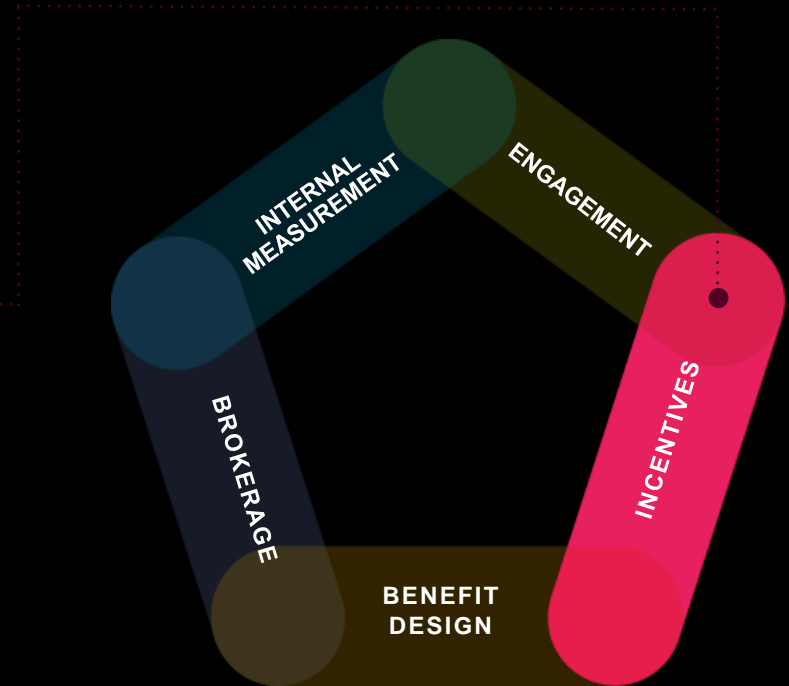 INTERNAL
MEASUREMENT
ENGAGEMENT
INCENTIVES
BROKERAGE
BENEFIT
DESIGN